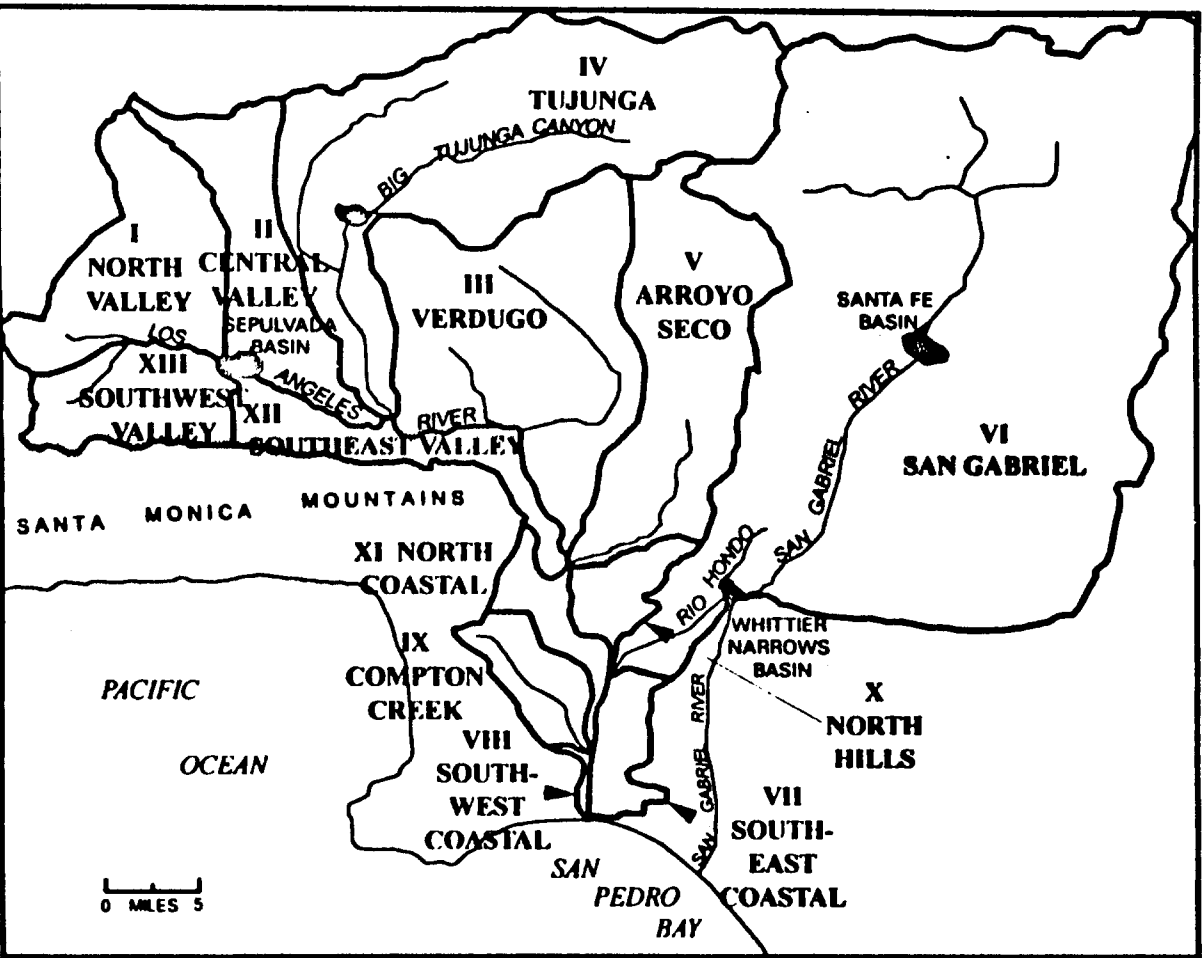 IV
TUJUNGA
BIG TUJUNGA CANYON
I
NORTH
VALLEY
II
CENTRAL
VALLEY
SEPULVADA
BASIN
III
VERDUGO
V
ARROYO
SECO
SANTA FE
BASIN
LOS ANGELES RIVER
XIII
SOUTHWEST
VALLEY
XII
SOUTHEAST VALLEY
VI
SAN GABRIEL
SAN GABRIEL RIVER
SANTA MONICA MOUNTAINS
XI NORTH
COASTAL
RIO HONDO
WHITTIER
NARROWS
BASIN
IX
COMPTON
CREEK
PACIFIC
OCEAN
X
NORTH
HILLS
SAN GABRIEL RIVER
VIII
SOUTH-
WEST
COASTAL
VII
SOUTH-
EAST
COASTAL
SAN
PEDRO
BAY
0 MILES 5